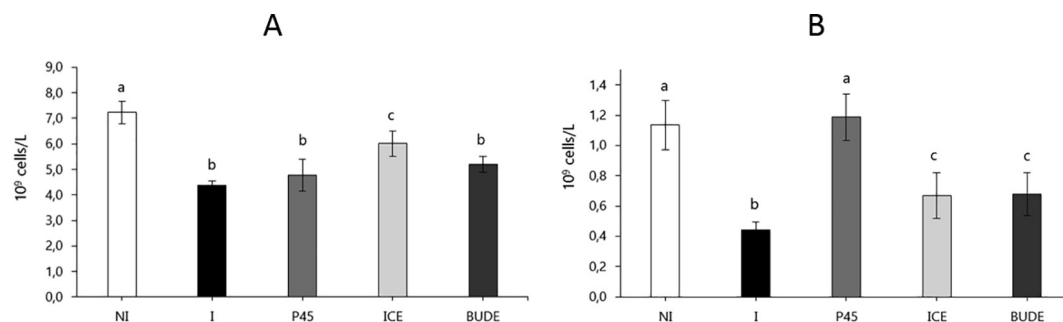 A
10⁹ cells/L
9,0
8,0
7,0
6,0
5,0
4,0
3,0
2,0
1,0
0,0
a
b
b
c
b
NI I P45 ICE BUDE
B
10⁹ cells/L
1,4
1,2
1,0
0,8
0,6
0,4
0,2
0,0
a
b
a
c
c
NI I P45 ICE BUDE